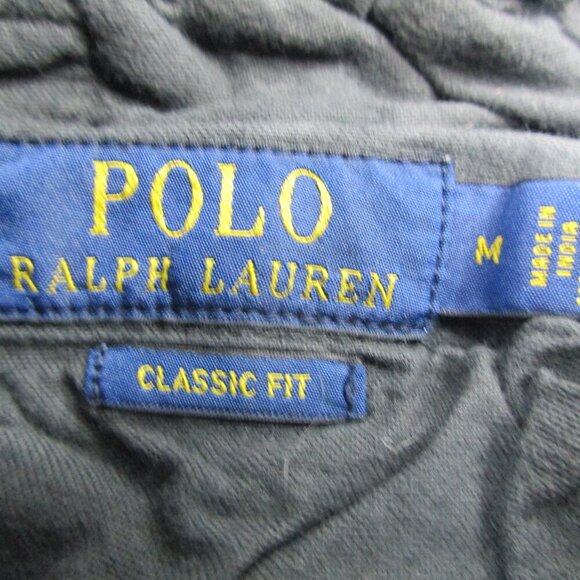 POLO
RALPH LAUREN
M
MADE IN
INDIA
CLASSIC FIT